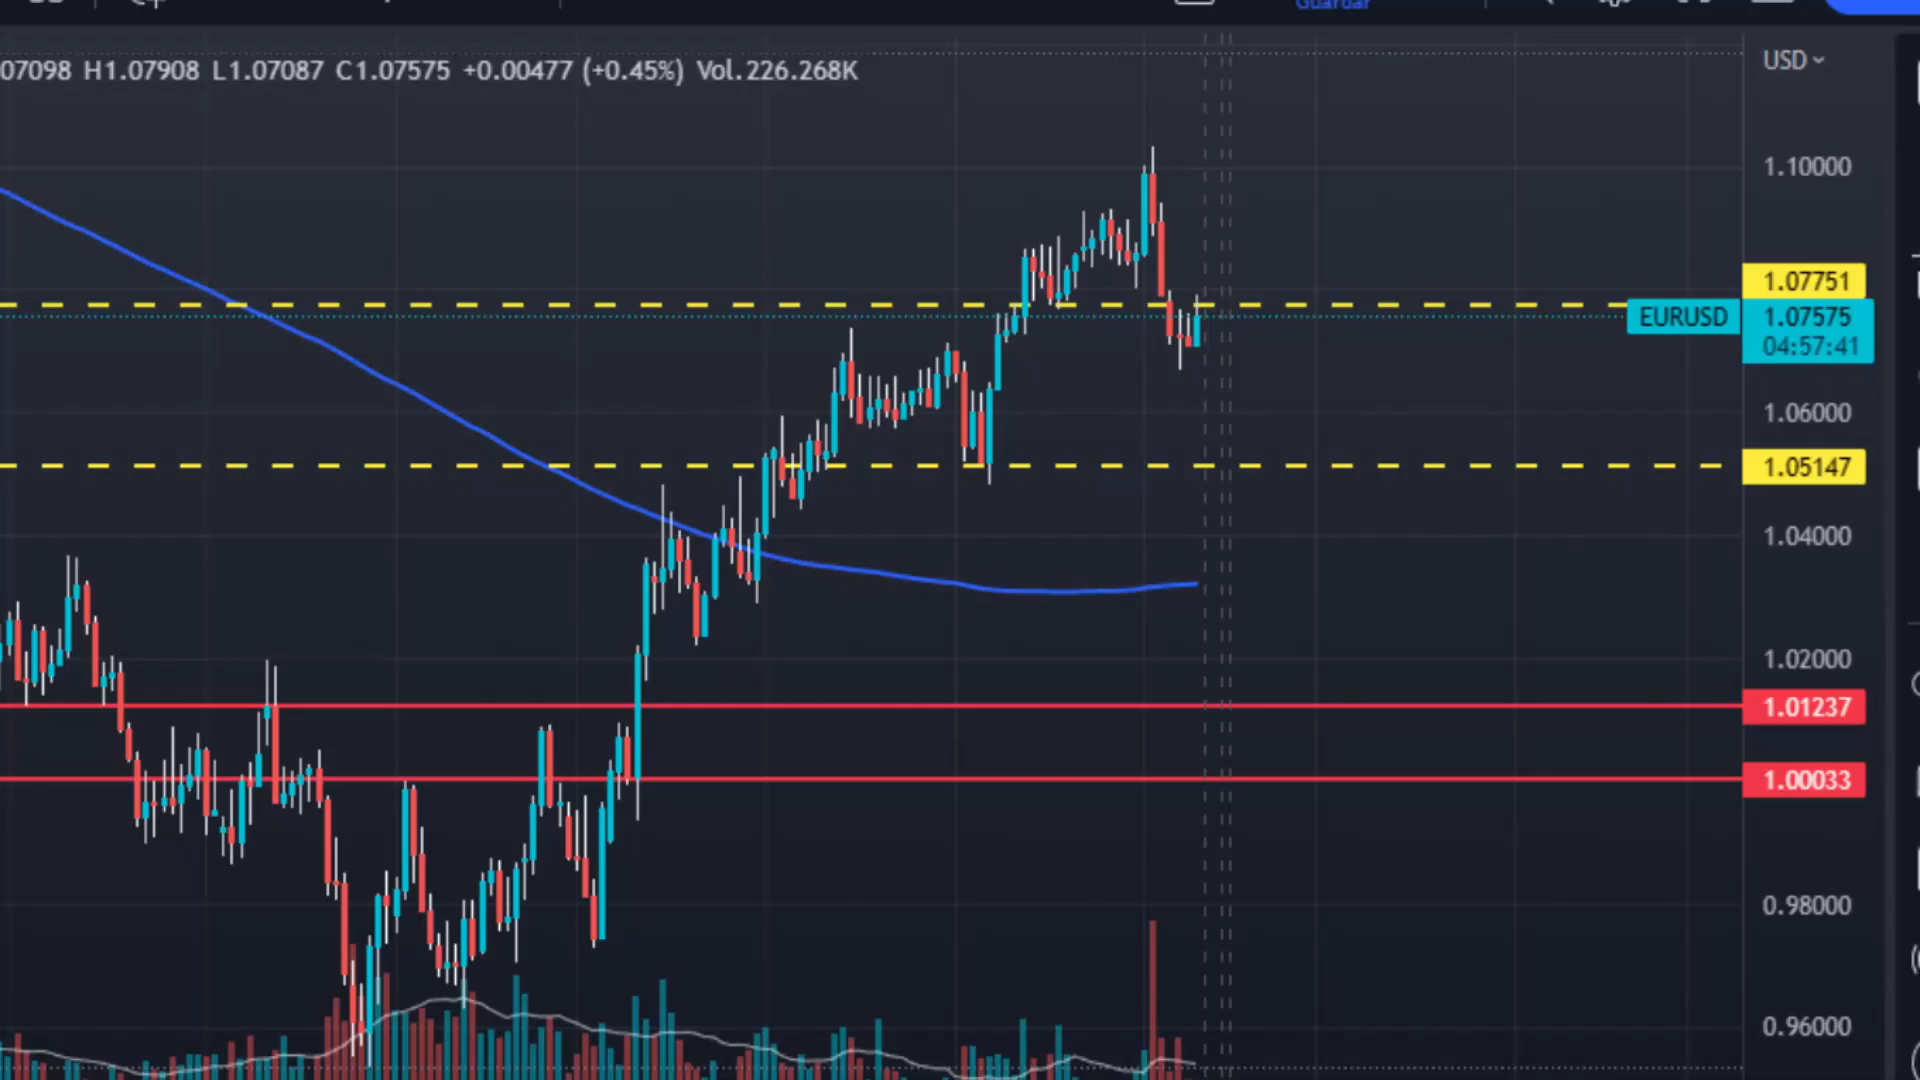 Guardar
07098 H1.07908 L1.07087 C1.07575 +0.00477 (+0.45%) Vol.226.268K
USD
1.10000
1.07751
EURUSD 1.07575
04:57:41
1.06000
1.05147
1.04000
1.02000
1.01237
1.00033
0.98000
0.96000